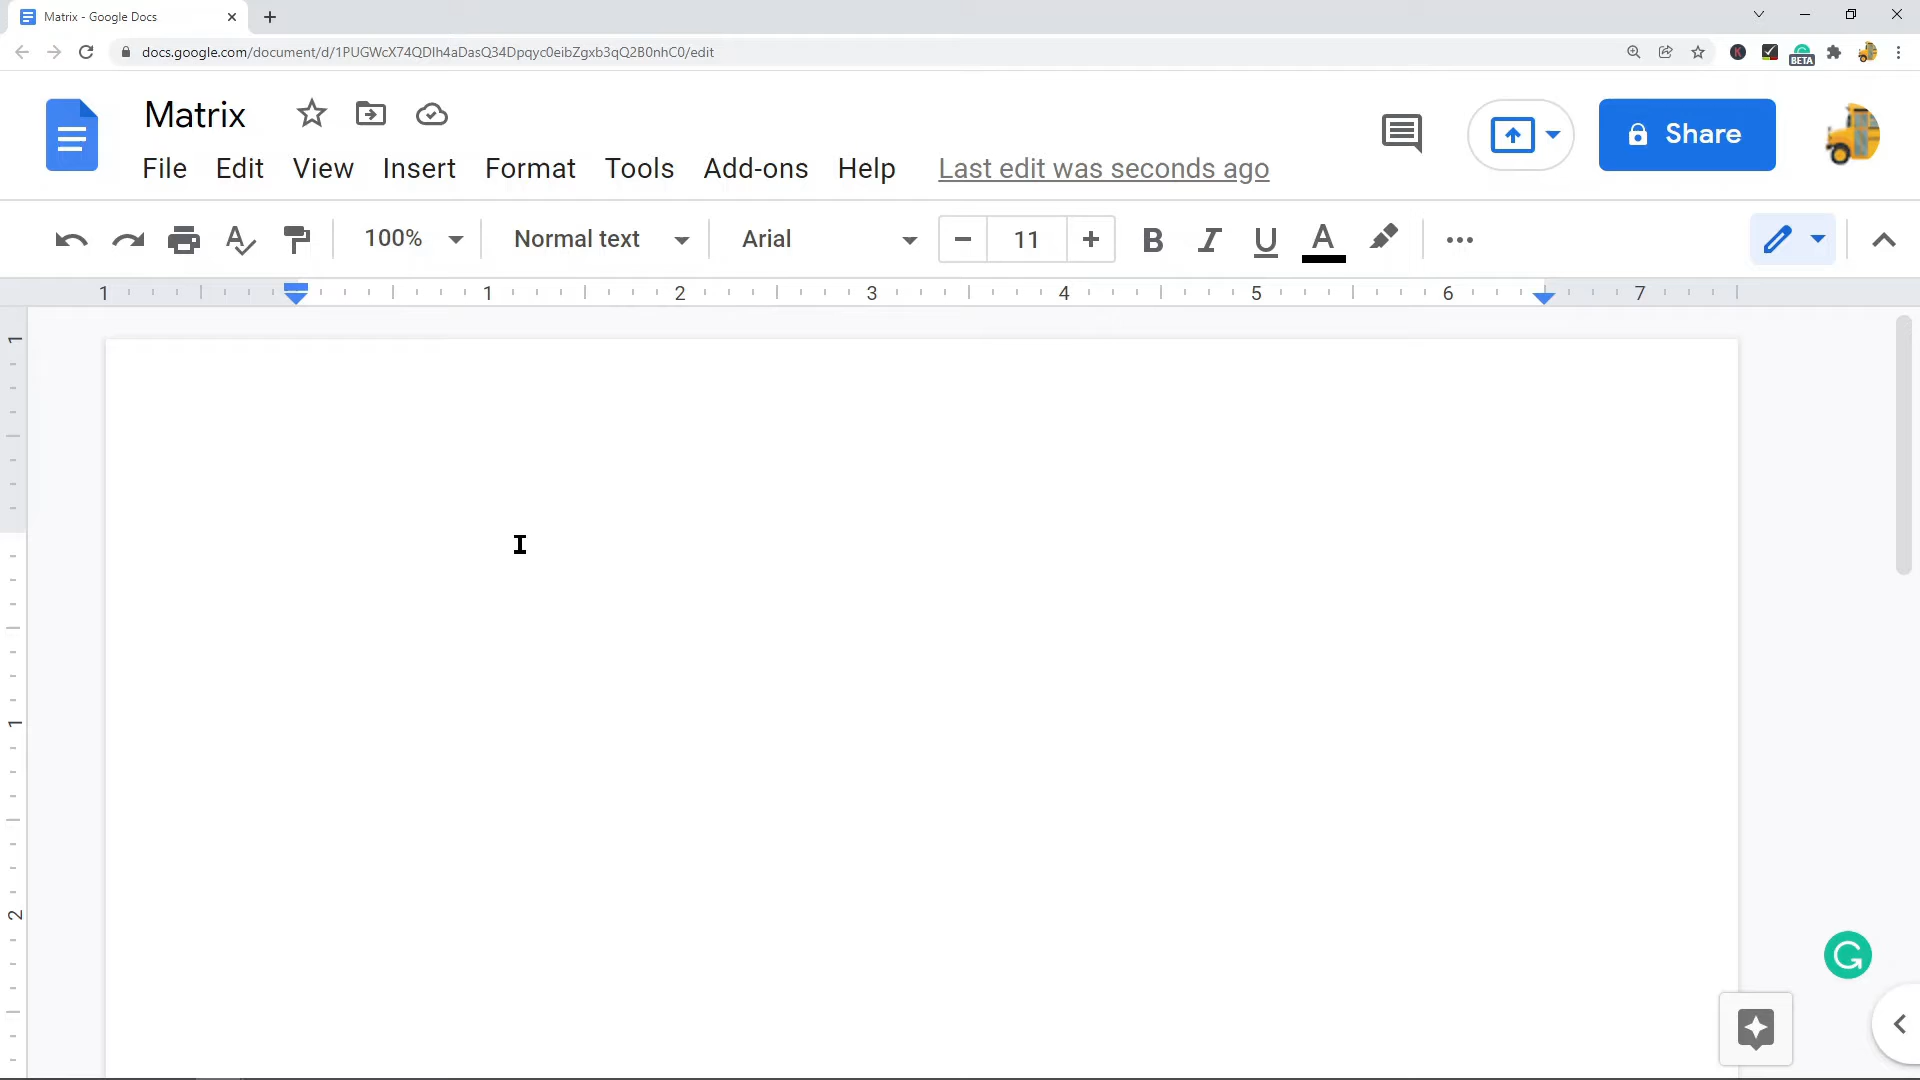 Matrix - Google Docs
docs.google.com/document/d/1PUGWcX74QDlh4aDasQ34Dpqyc0eibZgxb3qQ2B0nhC0/edit
K
BETA
Matrix
Share
File Edit View Insert Format Tools Add-ons Help Last edit was seconds ago
100% Normal text Arial 11 B I U A
1 1 2 3 4 5 6 7
1
1
2